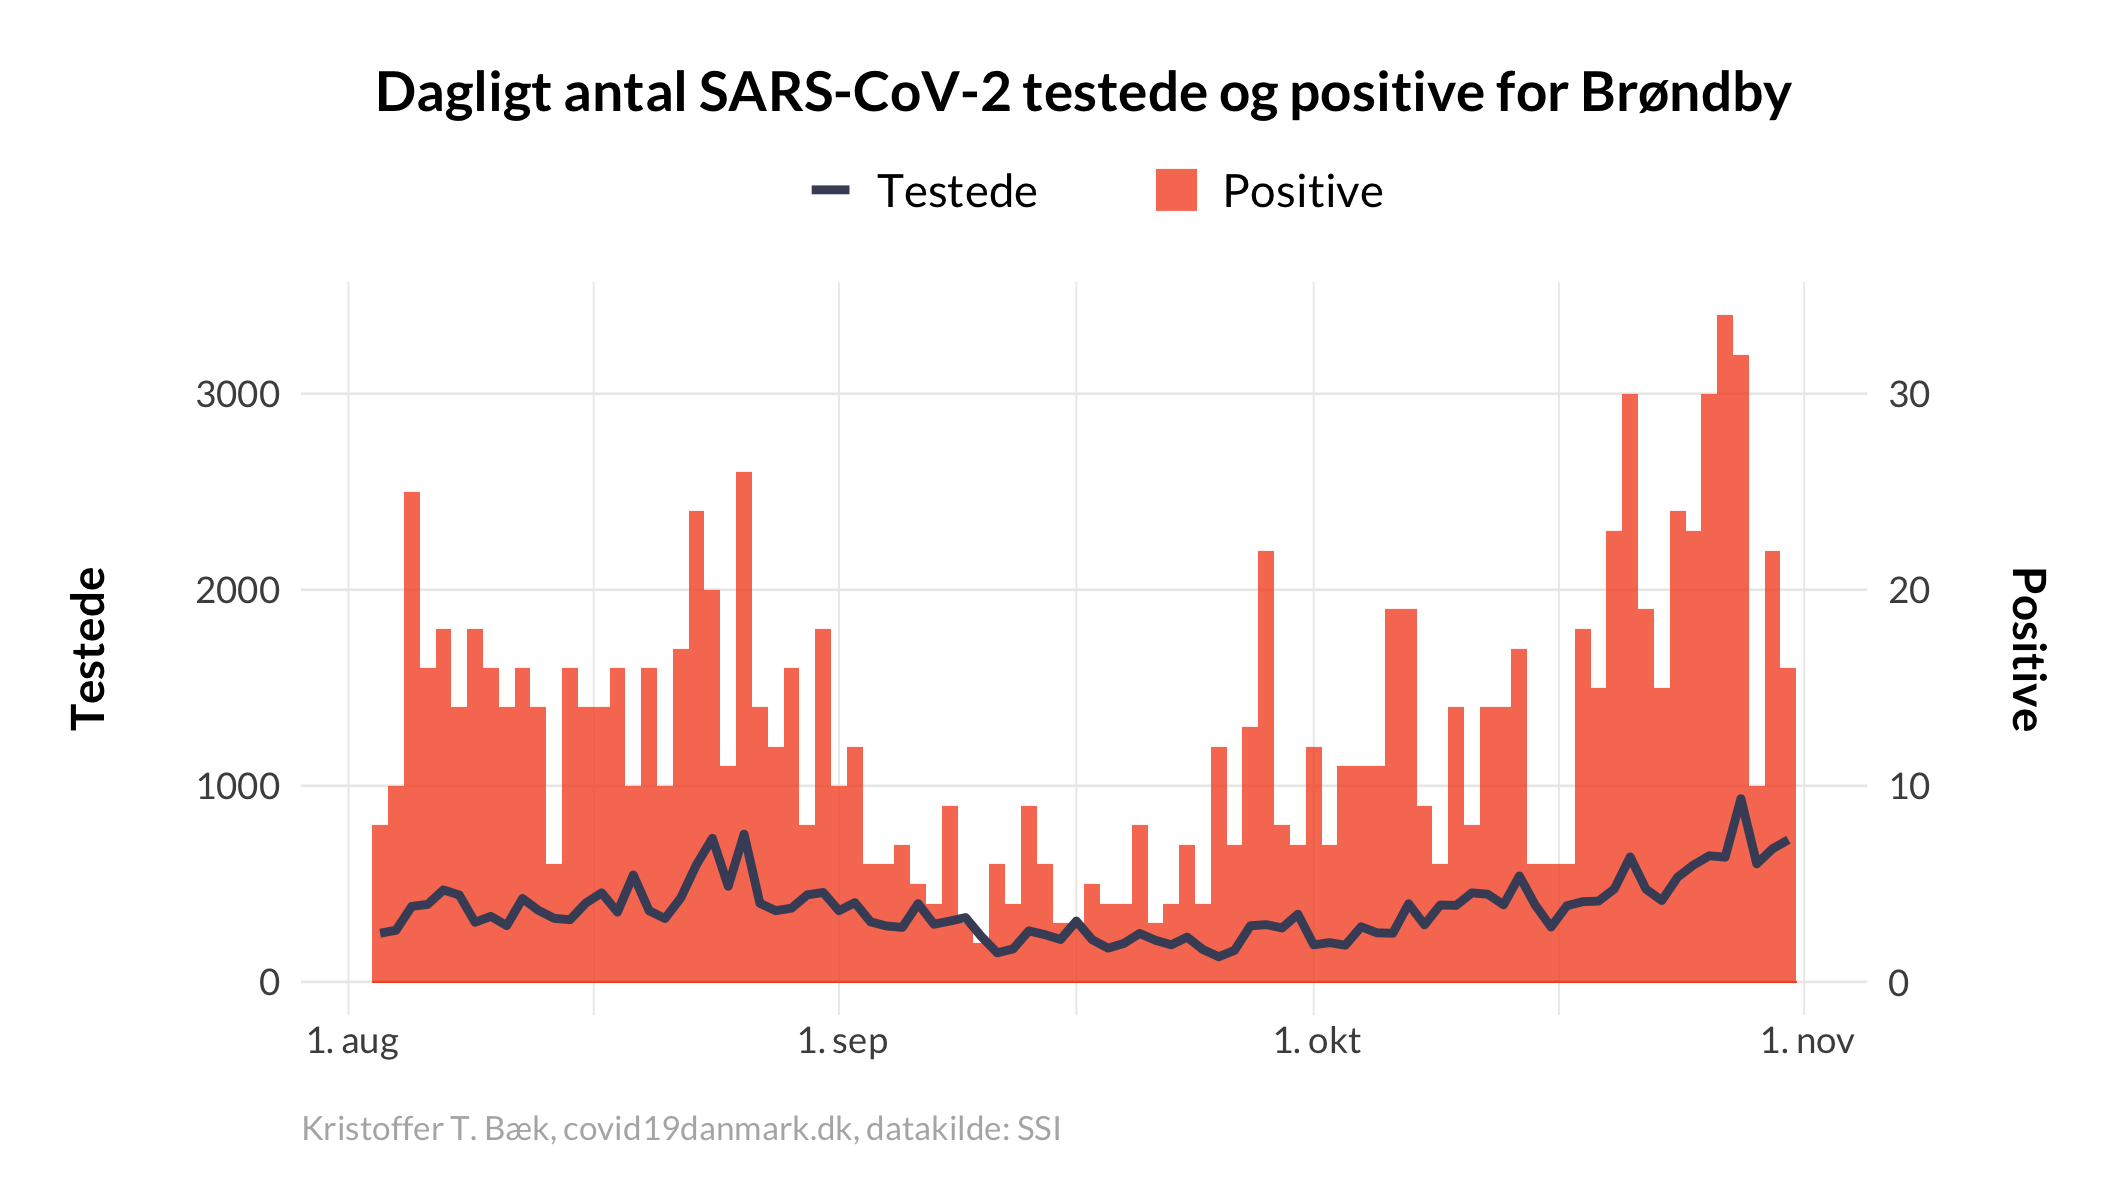 Dagligt antal SARS-CoV-2 testede og positive for Brøndby
Testede
Positive
3000
2000
1000
0
Testede
30
20
10
0
Positive
1. aug
1. sep
1. okt
1. nov
Kristoffer T. Bæk, covid19danmark.dk, datakilde: SSI